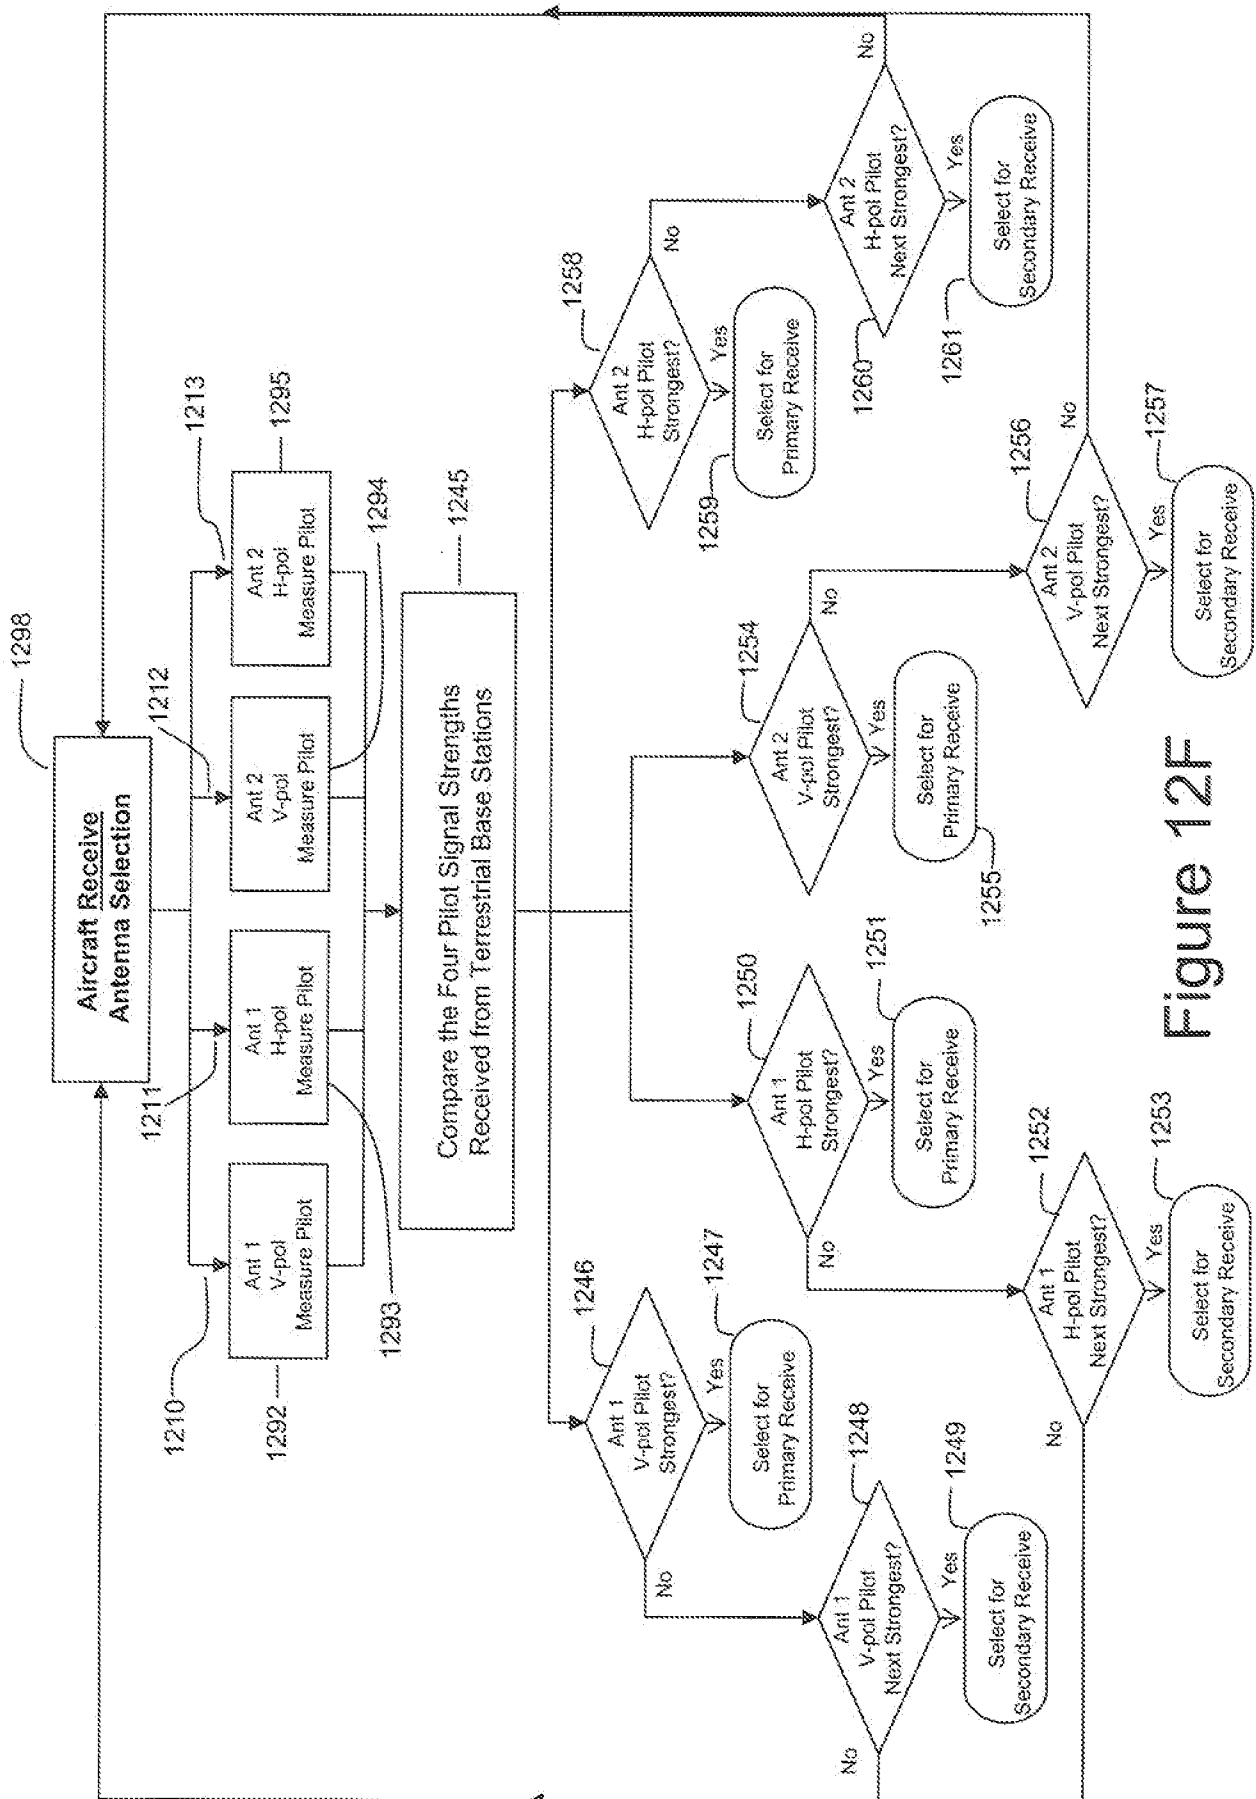 1298
Aircraft Receive
Antenna Selection
1210
1211
1212
1213
Ant 1
V-pol
Measure Pilot
Ant 1
H-pol
Measure Pilot
Ant 2
V-pol
Measure Pilot
Ant 2
H-pol
Measure Pilot
1292
1293
1294
1295
Compare the Four Pilot Signal Strengths
Received from Terrestrial Base Stations
1245
Ant 1
V-pol Pilot
Strongest?
1246
No
Yes
Select for
Primary Receive
1247
Ant 1
V-pol Pilot
Next Strongest?
1248
No
Yes
Select for
Secondary Receive
1249
Ant 1
H-pol Pilot
Strongest?
1250
No
Yes
Select for
Primary Receive
1251
Ant 1
H-pol Pilot
Next Strongest?
1252
No
Yes
Select for
Secondary Receive
1253
Ant 2
V-pol Pilot
Strongest?
1254
No
Yes
Select for
Primary Receive
1255
Ant 2
V-pol Pilot
Next Strongest?
1256
No
Yes
Select for
Secondary Receive
1257
Ant 2
H-pol Pilot
Strongest?
1258
No
Yes
Select for
Primary Receive
1259
Ant 2
H-pol Pilot
Next Strongest?
1260
No
Yes
Select for
Secondary Receive
1261
Figure 12F